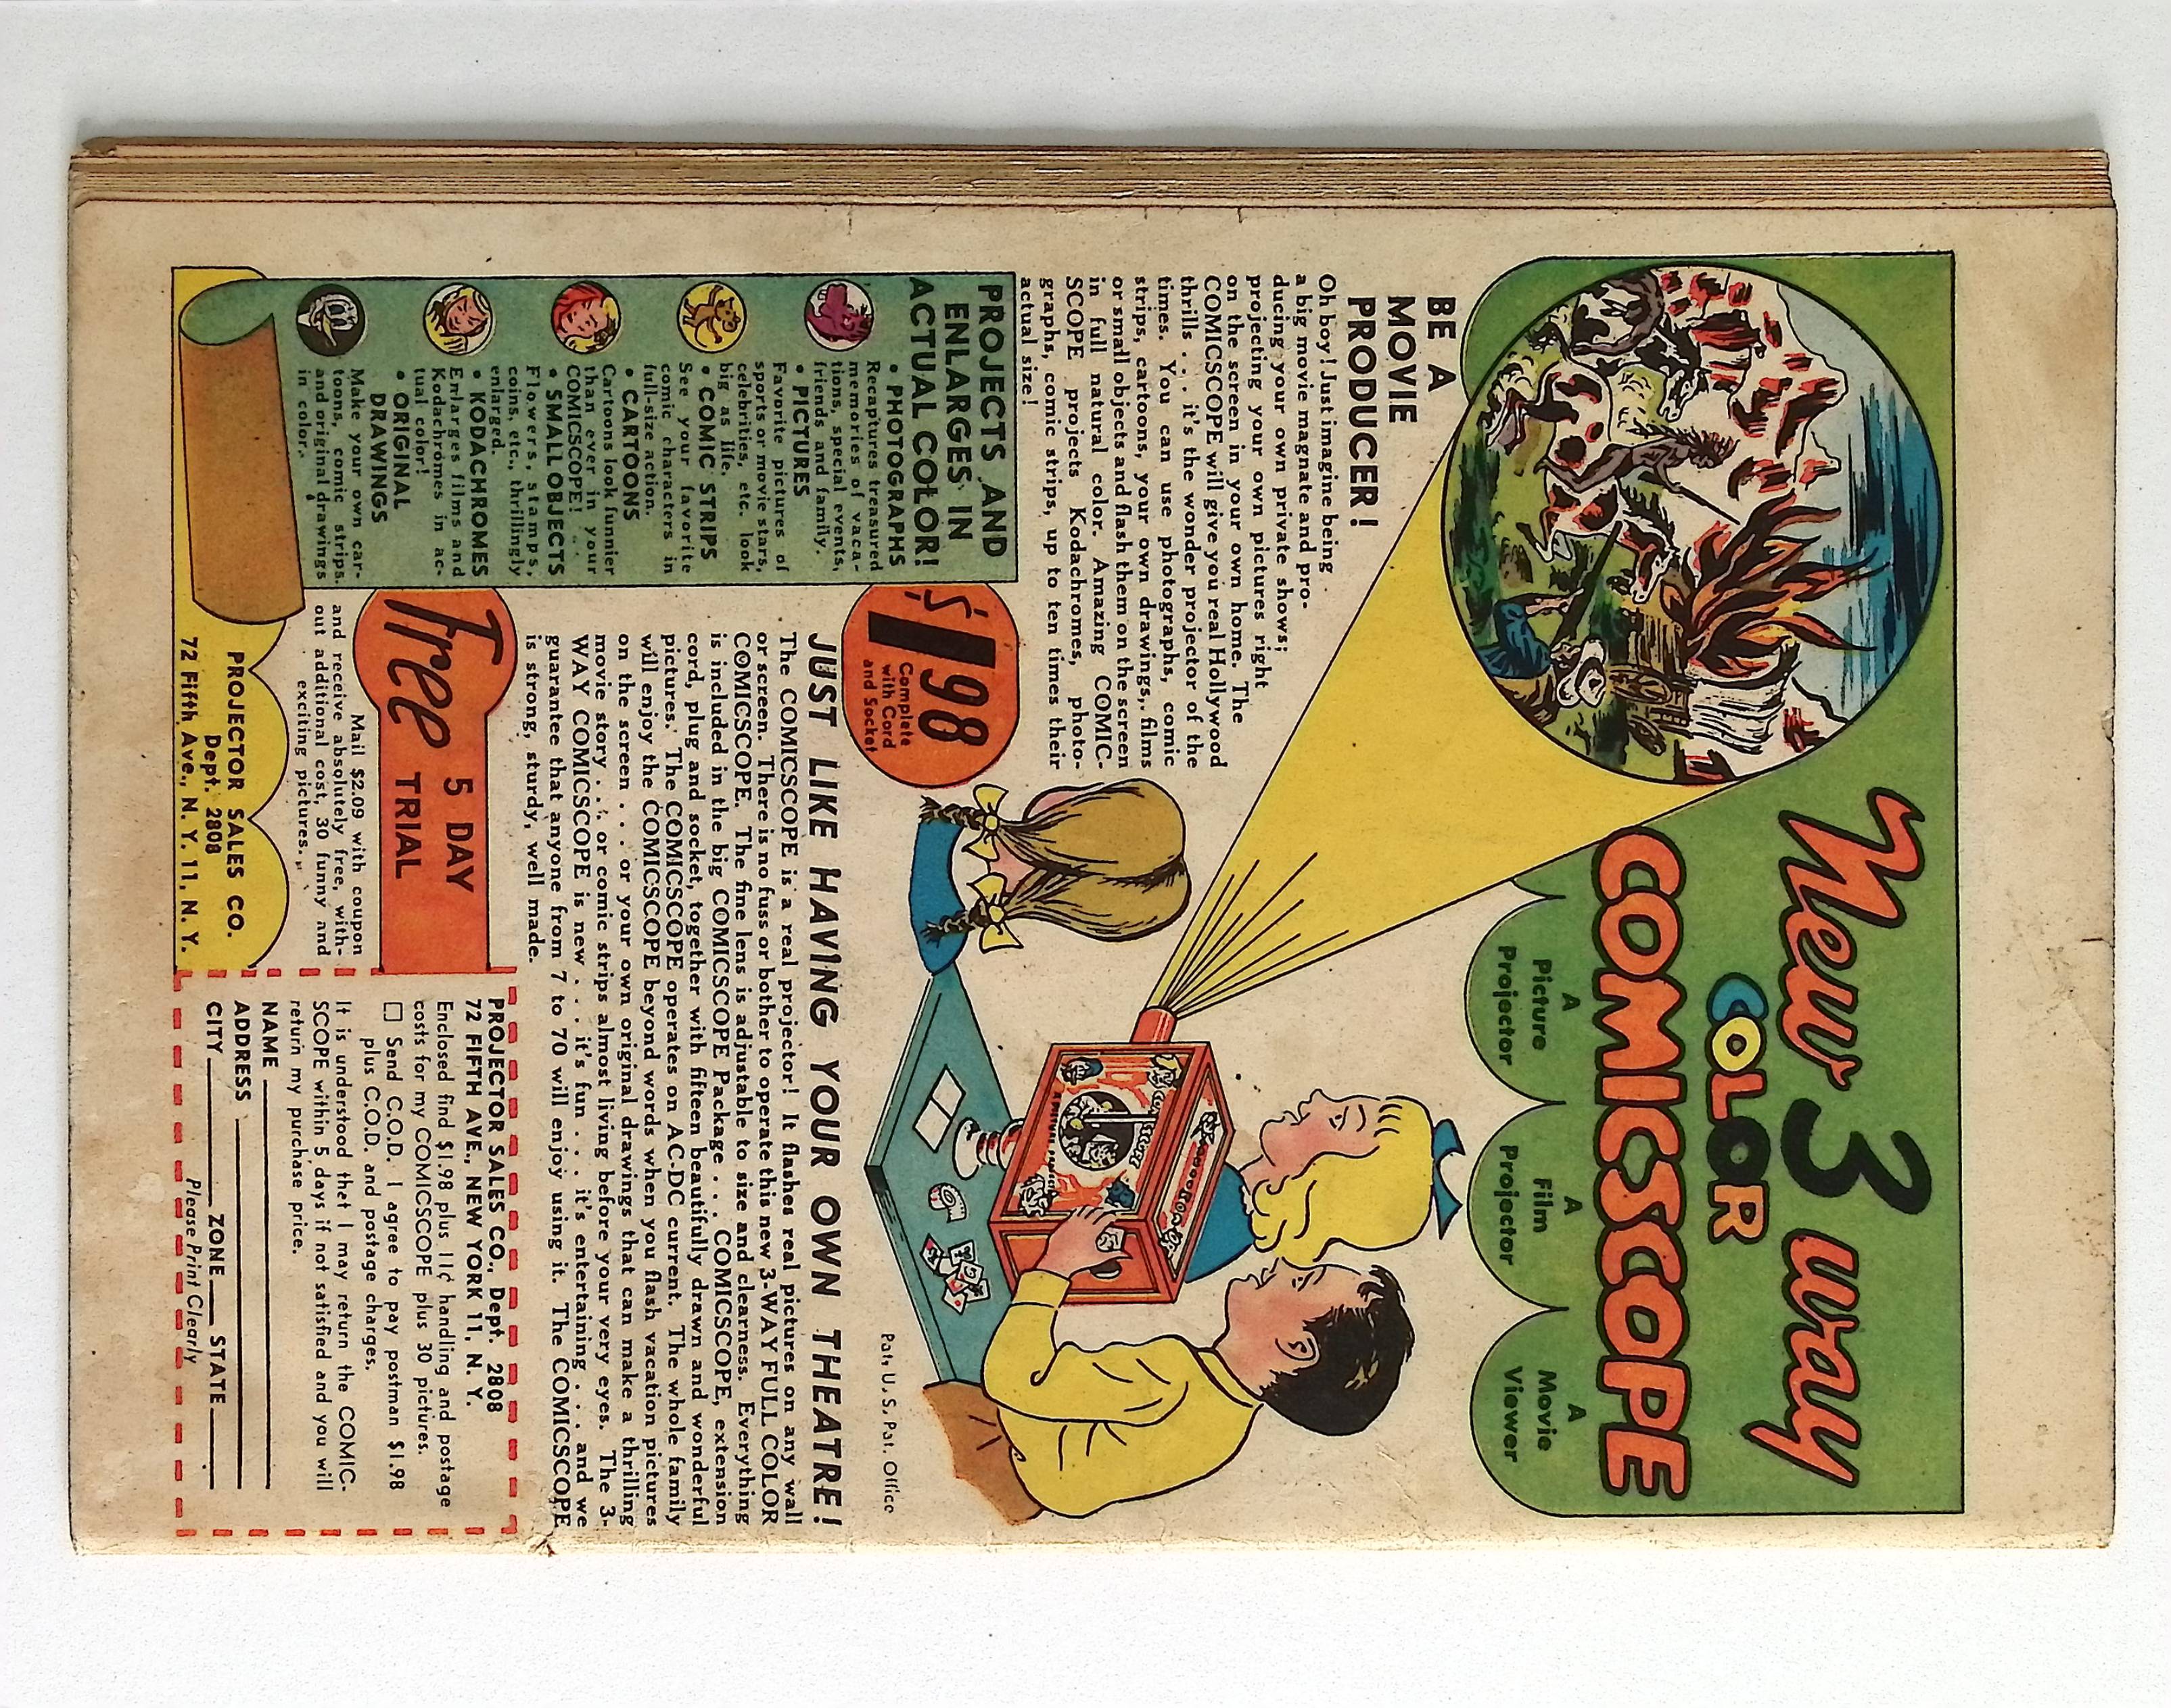 New 3 way
COLOR
COMICSCOPE
A
Picture
Projector
A
Film
Projector
A
Movie
Viewer
BE A
MOVIE
PRODUCER!
Oh boy! Just imagine being
a big movie magnate and pro-
ducing your own private shows;
projecting your own pictures right
on the screen in your own home. The
COMICSCOPE will give you real Hollywood
thrills . . . it's the wonder projector of the
times. You can use photographs, comic
strips, cartoons, your own drawings, films
or small objects and flash them on the screen
in full natural color. Amazing COMIC-
SCOPE projects Kodachromes, photo-
graphs, comic strips, up to ten times their
actual size!
PROJECTS AND
ENLARGES IN
ACTUAL COLOR!
• PHOTOGRAPHS
Recaptures treasured
memories of vaca-
tions, special events,
friends and family.
• PICTURES
Favorite pictures of
sports or movie stars,
celebrities, etc. look
big as life.
• COMIC STRIPS
See your favorite
comic characters in
full-size action.
• CARTOONS
Cartoons look funnier
than ever in your
COMICSCOPE!
• SMALL OBJECTS
Flowers, stamps,
coins, etc., thrillingly
enlarged.
• KODACHROMES
Enlarges films and
Kodachromes in ac-
tual color!
• ORIGINAL
DRAWINGS
Make your own car-
toons, comic strips,
and original drawings
in color.
$1.98
Complete
with Cord
and Socket
Pat. U. S. Pat. Office
JUST LIKE HAVING YOUR OWN THEATRE!
The COMICSCOPE is a real projector! It flashes real pictures on any wall
or screen. There is no fuss or bother to operate this new 3-WAY FULL COLOR
COMICSCOPE. The fine lens is adjustable to size and clearness. Everything
is included in the big COMICSCOPE Package . . . COMICSCOPE, extension
cord, plug and socket, together with fifteen beautifully drawn and wonderful
pictures. The COMICSCOPE operates on AC-DC current. The whole family
will enjoy the COMICSCOPE beyond words when you flash vacation pictures
on the screen . . . or your own original drawings that can make a thrilling
movie story . . . or comic strips almost living before your very eyes. The 3-
WAY COMICSCOPE is new . . . it's fun . . . it's entertaining . . . and we
guarantee that anyone from 7 to 70 will enjoy using it. The COMICSCOPE
is strong, sturdy, well made.
Free 5 DAY
TRIAL
Mail $2.09 with coupon
and receive absolutely free, with-
out additional cost, 30 funny and
exciting pictures.
PROJECTOR SALES CO.
Dept. 2808
72 Fifth Ave., N. Y. 11, N. Y.
PROJECTOR SALES CO., Dept. 2808
72 FIFTH AVE., NEW YORK 11, N. Y.
Enclosed find $1.98 plus 11¢ handling and postage
costs for my COMICSCOPE plus 30 pictures.
☐ Send C.O.D. I agree to pay postman $1.98
plus C.O.D. and postage charges.
It is understood that I may return the COMIC-
SCOPE within 5 days if not satisfied and you will
return my purchase price.
NAME
ADDRESS
CITY ZONE STATE
Please Print Clearly